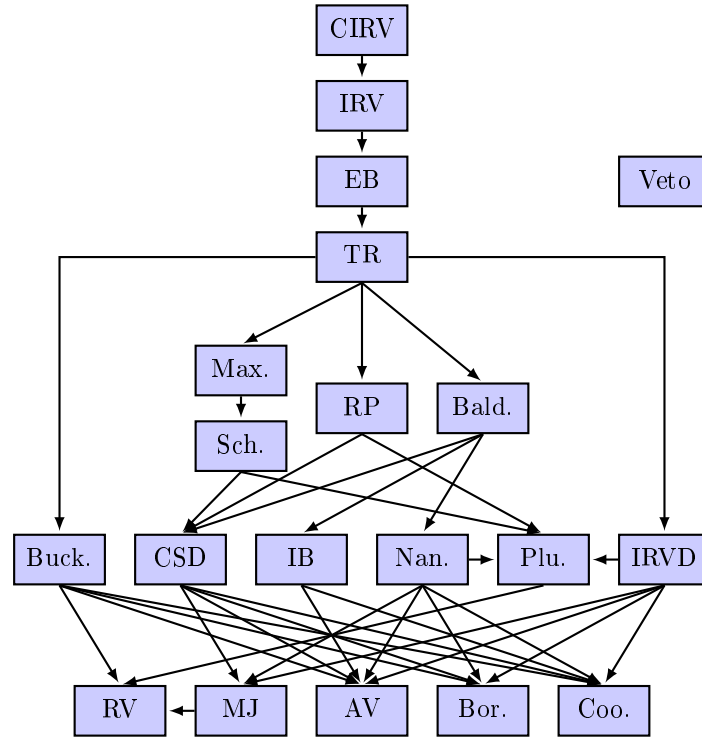 CIRV
IRV
EB
Veto
TR
Max.
RP
Bald.
Sch.
Buck.
CSD
IB
Nan.
Plu.
IRVD
RV
MJ
AV
Bor.
Coo.